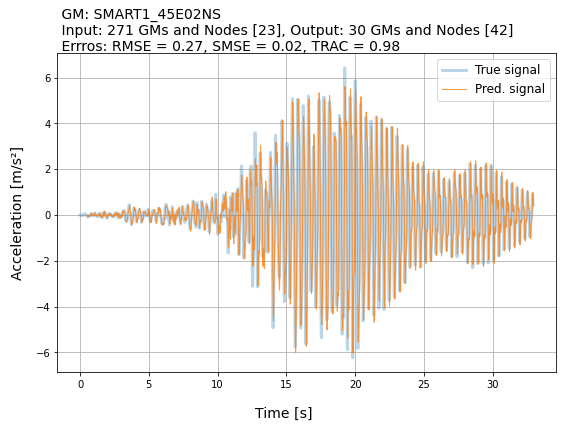 GM: SMART1_45E02NS
Input: 271 GMs and Nodes [23], Output: 30 GMs and Nodes [42]
Errros: RMSE = 0.27, SMSE = 0.02, TRAC = 0.98
True signal
Pred. signal
6
4
2
0
−2
−4
−6
Acceleration [m/s²]
0 5 10 15 20 25 30
Time [s]